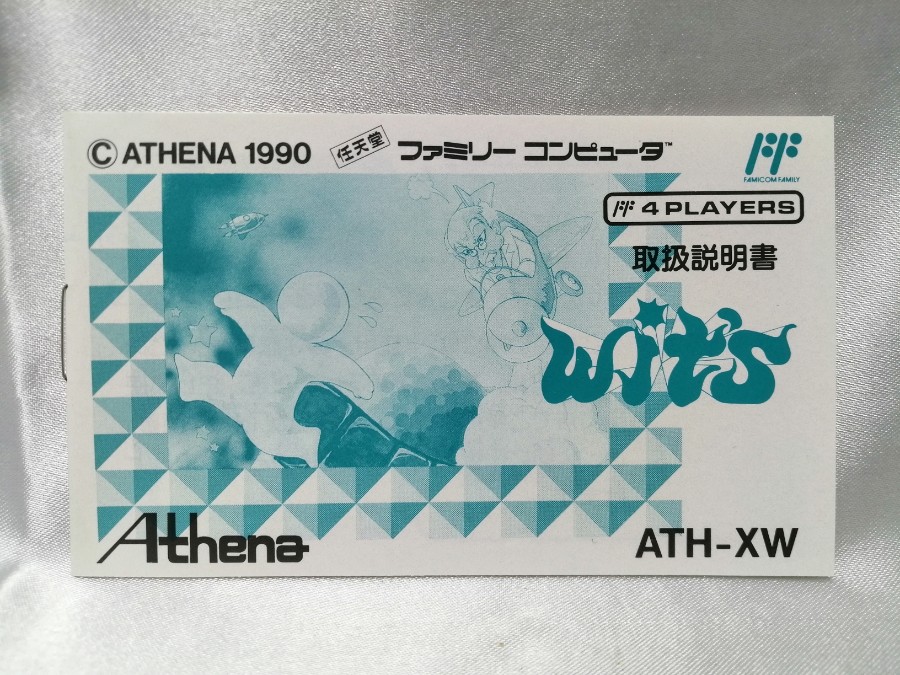 © ATHENA 1990 任天堂 ファミリー コンピュータ™
FAMICOM FAMILY
4 PLAYERS
取扱説明書
wit's
Athena
ATH-XW